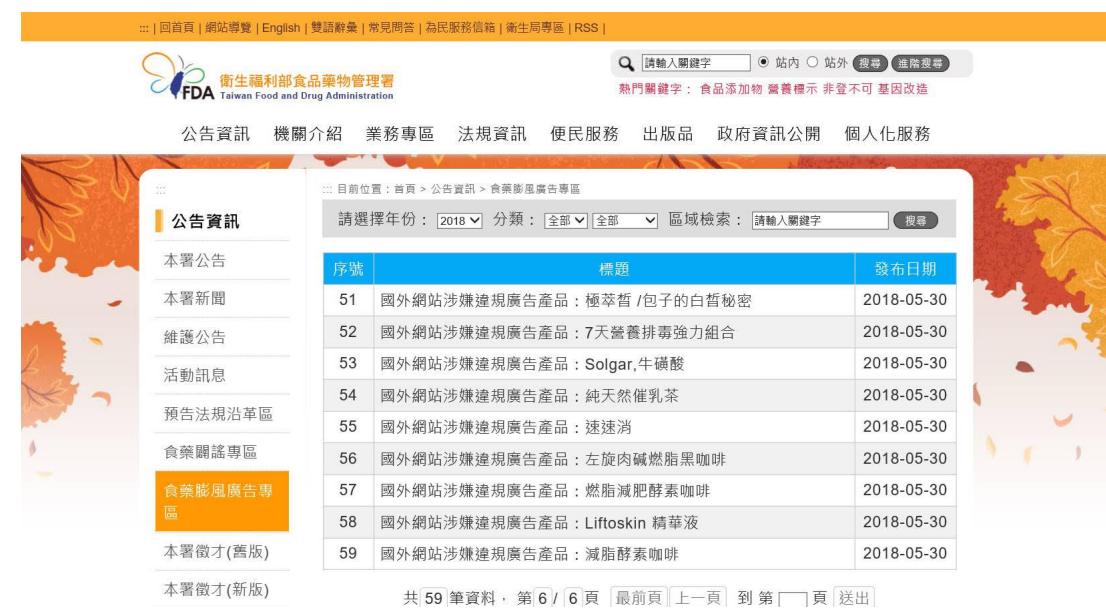 ::: | 回首頁 | 網站導覽 | English | 雙語辭彙 | 常見問答 | 為民服務信箱 | 衛生局專區 | RSS |
FDA 衛生福利部食品藥物管理署
Taiwan Food and Drug Administration
請輸入關鍵字 站內 站外 搜尋 進階搜尋
熱門關鍵字： 食品添加物 營養標示 非登不可 基因改造
公告資訊 機關介紹 業務專區 法規資訊 便民服務 出版品 政府資訊公開 個人化服務
:::
公告資訊
本署公告
本署新聞
維護公告
活動訊息
預告法規沿革區
食藥闢謠專區
食藥膨風廣告專
區
本署徵才(舊版)
本署徵才(新版)
::: 目前位置：首頁 > 公告資訊 > 食藥膨風廣告專區
請選擇年份： 2018 分類： 全部 全部 區域檢索： 請輸入關鍵字 搜尋
序號 標題 發布日期
51 國外網站涉嫌違規廣告產品：極萃皙 /包子的白皙秘密 2018-05-30
52 國外網站涉嫌違規廣告產品：7天營養排毒強力組合 2018-05-30
53 國外網站涉嫌違規廣告產品：Solgar,牛磺酸 2018-05-30
54 國外網站涉嫌違規廣告產品：純天然催乳茶 2018-05-30
55 國外網站涉嫌違規廣告產品：速速消 2018-05-30
56 國外網站涉嫌違規廣告產品：左旋肉碱燃脂黑咖啡 2018-05-30
57 國外網站涉嫌違規廣告產品：燃脂減肥酵素咖啡 2018-05-30
58 國外網站涉嫌違規廣告產品：Liftoskin 精華液 2018-05-30
59 國外網站涉嫌違規廣告產品：減脂酵素咖啡 2018-05-30
共 59 筆資料， 第 6 / 6 頁 最前頁 上一頁 到 第 頁 送出